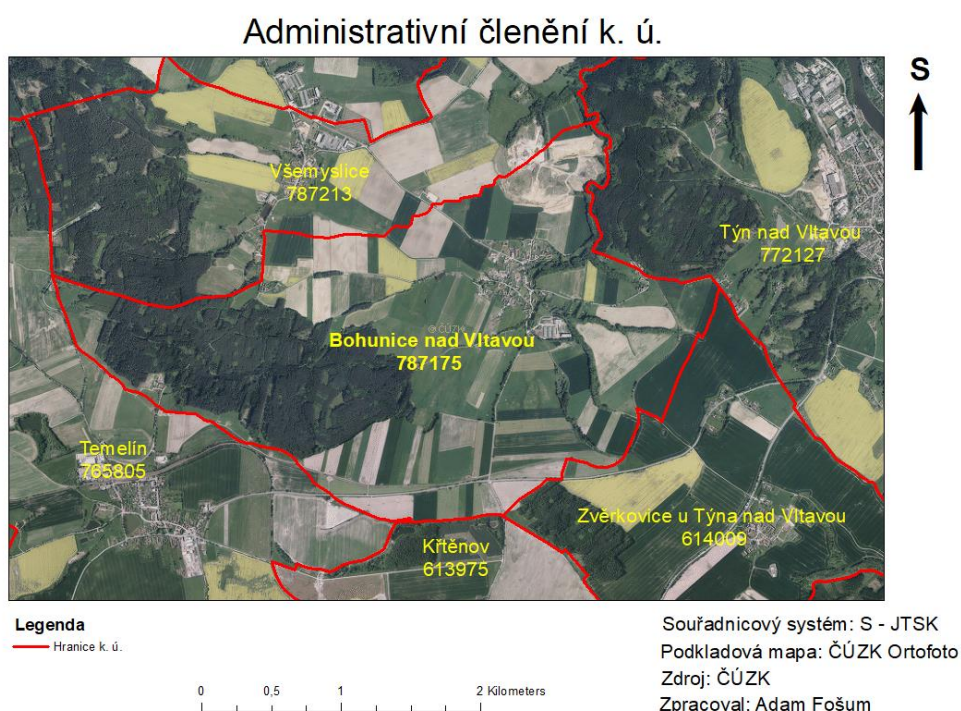 Administrativní členění k. ú.
S
Všemyslice
787213
Týn nad Vltavou
772127
© ČÚZK
Bohunice nad Vltavou
787175
Temelín
765805
Zvěrkovice u Týna nad Vltavou
614009
Křtěnov
613975
Legenda
Hranice k. ú.
Souřadnicový systém: S - JTSK
Podkladová mapa: ČÚZK Ortofoto
Zdroj: ČÚZK
Zpracoval: Adam Fošum
0 0,5 1 2 Kilometers